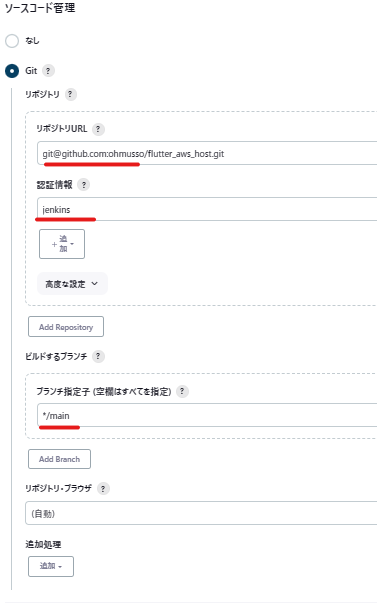 ソースコード管理
なし
Git ?
リポジトリ ?
リポジトリURL ?
git@github.com:ohmusso/flutter_aws_host.git
認証情報 ?
jenkins
+ 追
加
高度な設定
Add Repository
ビルドするブランチ ?
ブランチ指定子 (空欄はすべてを指定) ?
*/main
Add Branch
リポジトリ・ブラウザ ?
(自動)
追加処理
追加